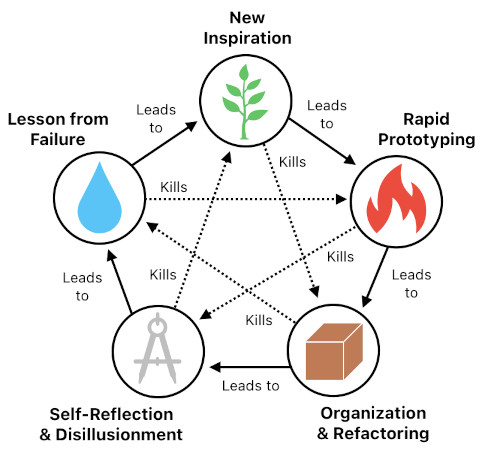 New
Inspiration
Leads
to
Leads
to
Lesson from
Failure
Rapid
Prototyping
Kills
Kills
Kills
Kills
Leads
to
Leads
to
Kills
Leads to
Self-Reflection
& Disillusionment
Organization
& Refactoring